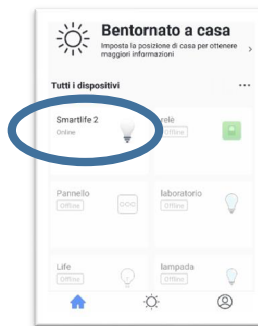 Bentornato a casa
Imposta la posizione di casa per ottenere
maggiori informazioni
Tutti i dispositivi
Smartlife 2
Online
relè
Offline
Pannello
Offline
laboratorio
Offline
Life
Offline
lampada
Offline